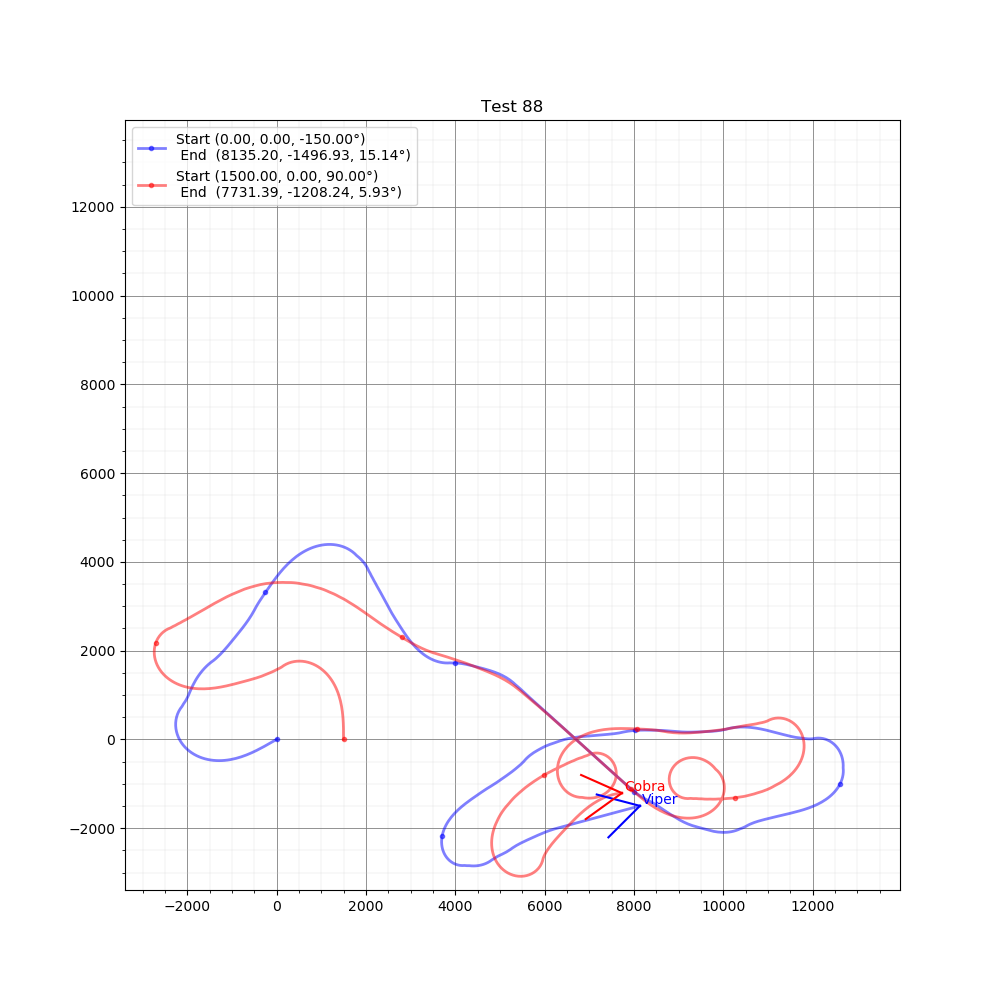 Test 88
Start (0.00, 0.00, -150.00°)
End (8135.20, -1496.93, 15.14°)
Start (1500.00, 0.00, 90.00°)
End (7731.39, -1208.24, 5.93°)
12000
10000
8000
6000
4000
2000
0
−2000
Cobra
Viper
−2000 0 2000 4000 6000 8000 10000 12000